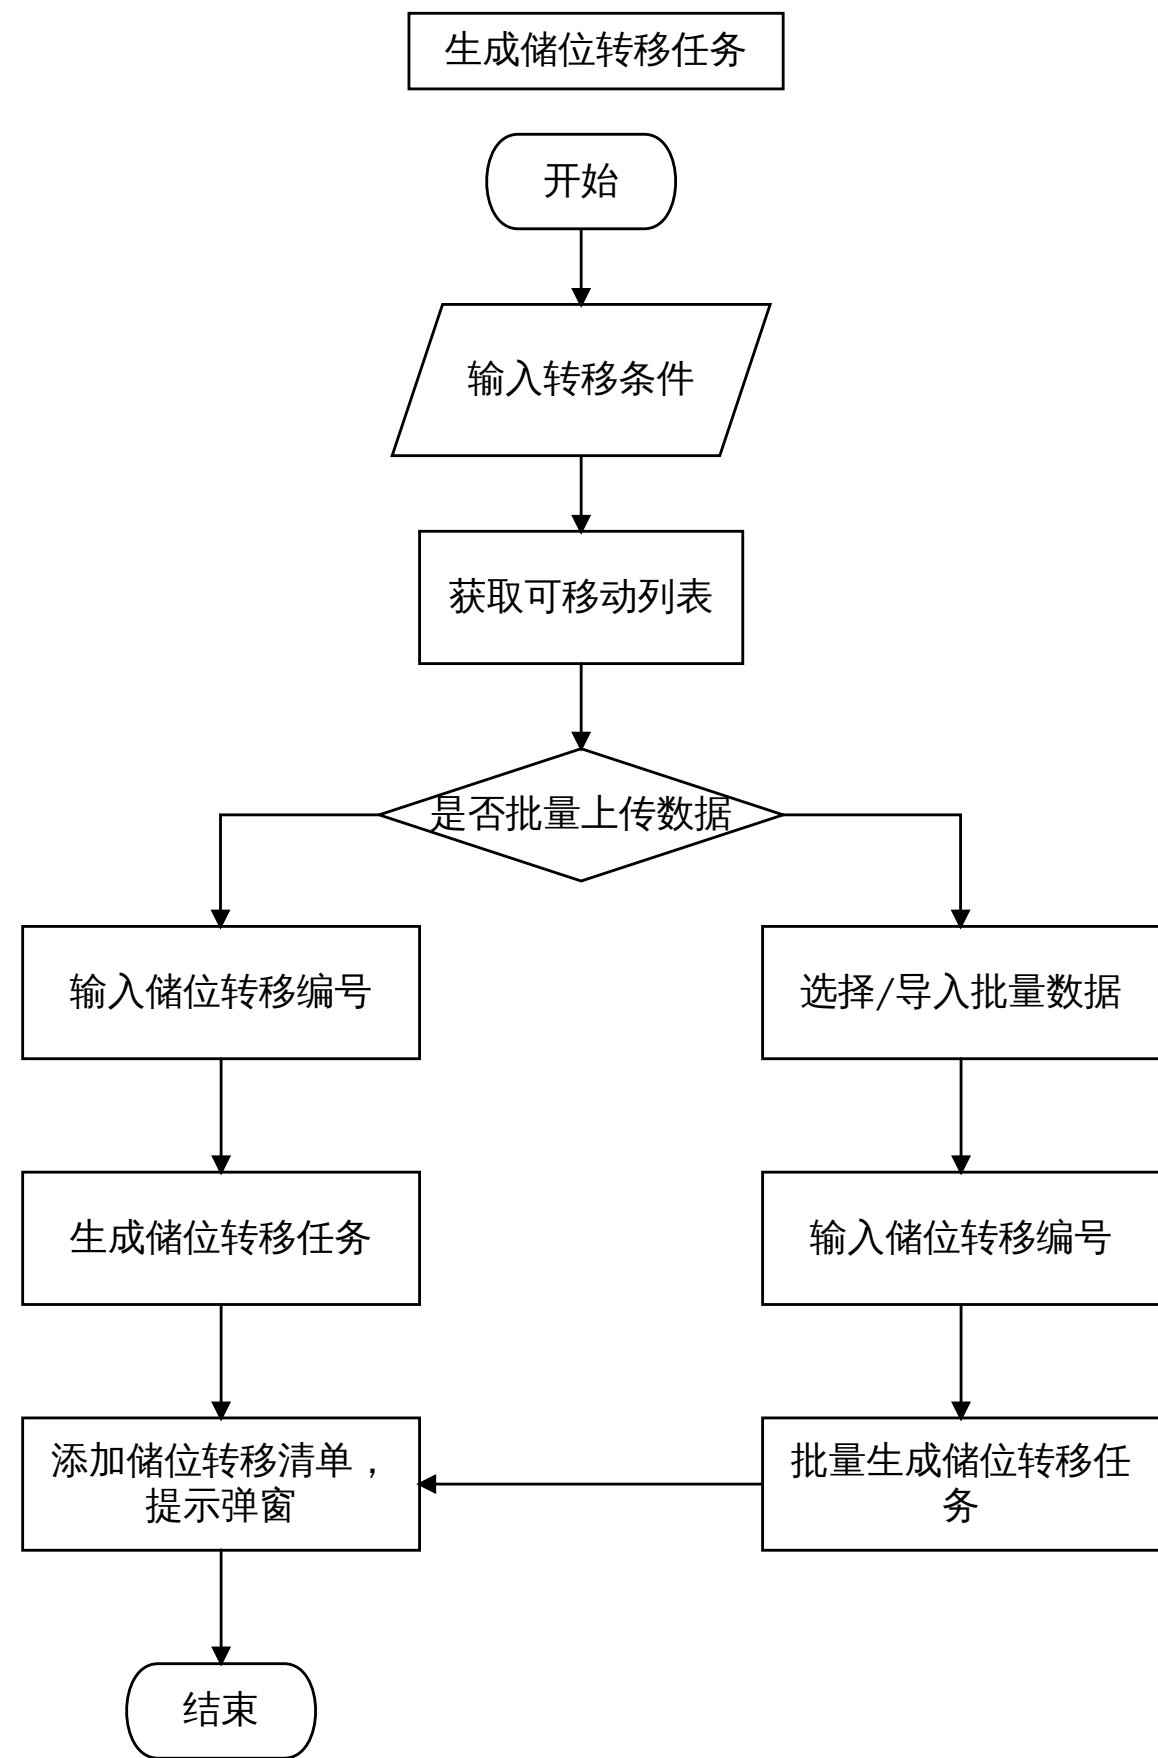 生成储位转移任务
开始
输入转移条件
获取可移动列表
是否批量上传数据
输入储位转移编号
选择/导入批量数据
生成储位转移任务
输入储位转移编号
添加储位转移清单，
提示弹窗
批量生成储位转移任
务
结束